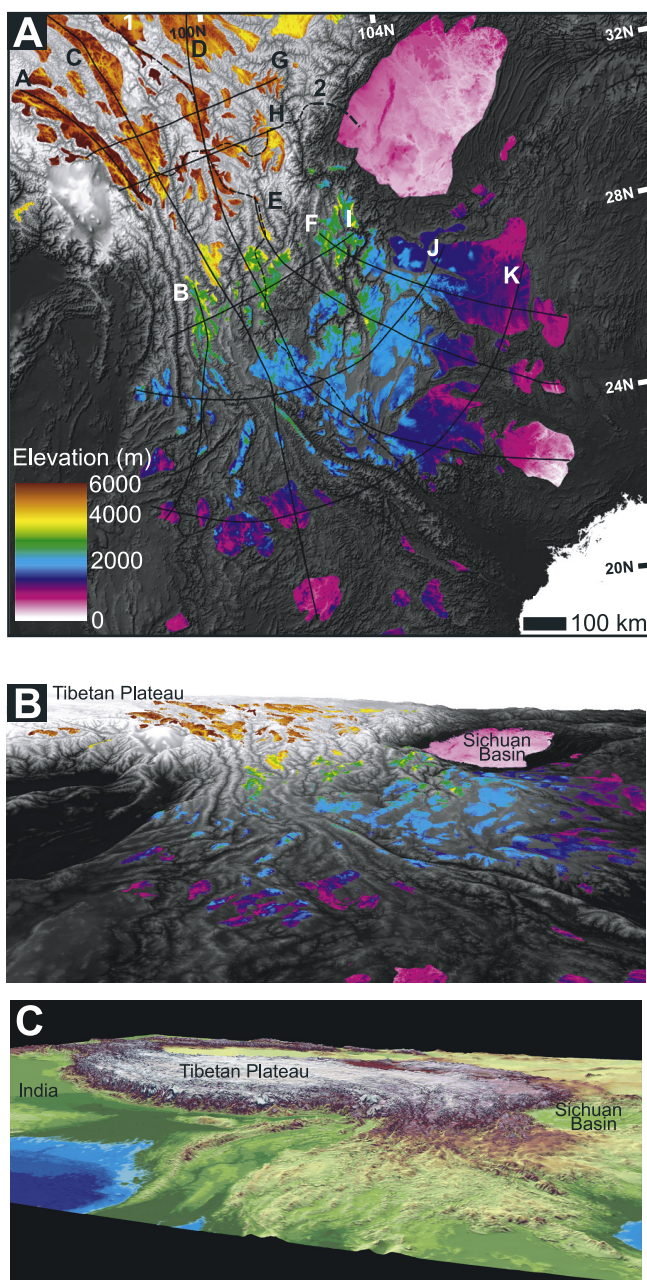 A
1
100N
D
104
32N
C
A
G
2
H
28N
E
F
I
J
K
B
24N
Elevation (m)
6000
4000
2000
0
20N
100 km
B
Tibetan Plateau
Sichuan
Basin
C
Tibetan Plateau
India
Sichuan
Basin